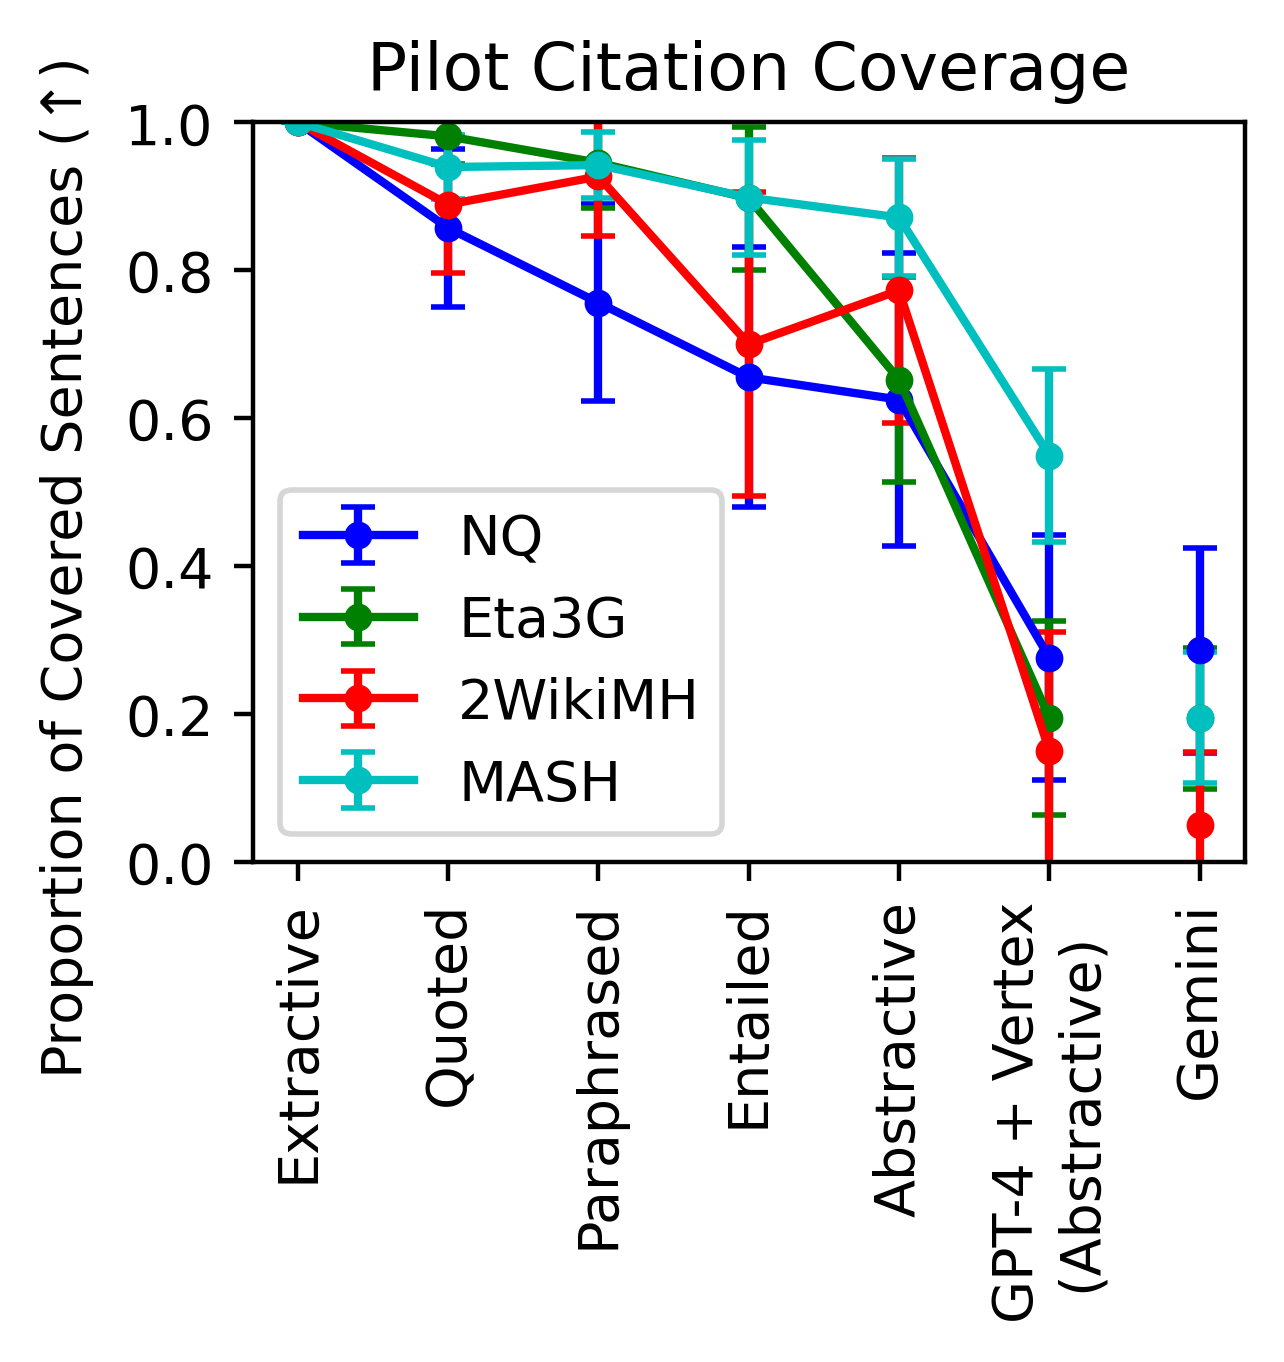 Pilot Citation Coverage
Proportion of Covered Sentences (↑)
1.0
0.8
0.6
0.4
0.2
0.0
NQ
Eta3G
2WikiMH
MASH
Extractive
Quoted
Paraphrased
Entailed
Abstractive
GPT-4 + Vertex
(Abstractive)
Gemini